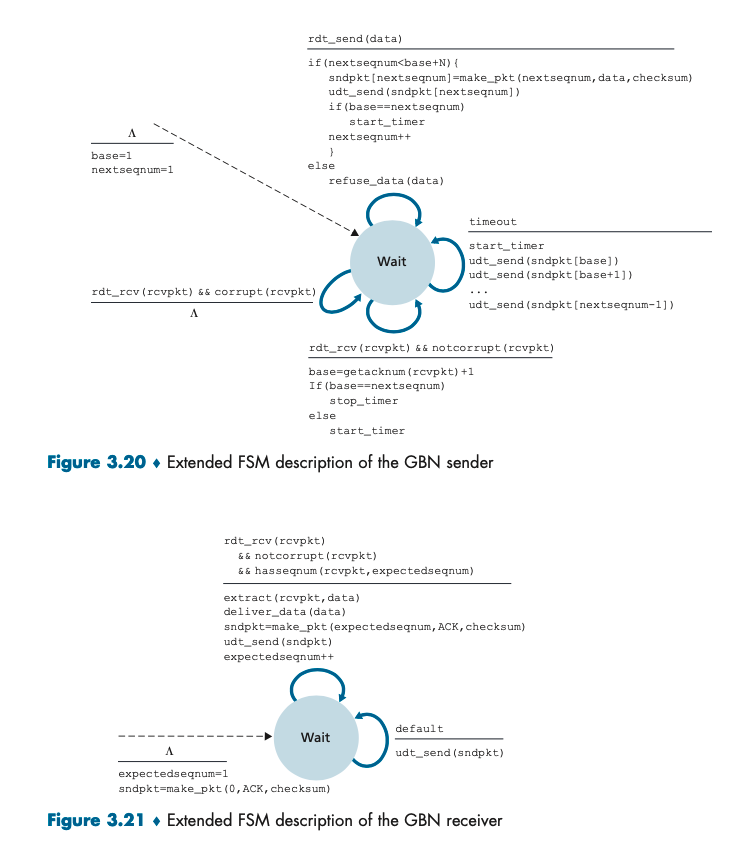 rdt_send(data)
if(nextseqnum<base+N){
sndpkt[nextseqnum]=make_pkt(nextseqnum,data,checksum)
udt_send(sndpkt[nextseqnum])
if(base==nextseqnum)
start_timer
nextseqnum++
}
else
refuse_data(data)
Λ
base=1
nextseqnum=1
Wait
timeout
start_timer
udt_send(sndpkt[base])
udt_send(sndpkt[base+1])
...
udt_send(sndpkt[nextseqnum-1])
rdt_rcv(rcvpkt) && corrupt(rcvpkt)
Λ
rdt_rcv(rcvpkt) && notcorrupt(rcvpkt)
base=getacknum(rcvpkt)+1
If(base==nextseqnum)
stop_timer
else
start_timer
Figure 3.20 ♦ Extended FSM description of the GBN sender
rdt_rcv(rcvpkt)
&& notcorrupt(rcvpkt)
&& hasseqnum(rcvpkt,expectedseqnum)
extract(rcvpkt,data)
deliver_data(data)
sndpkt=make_pkt(expectedseqnum,ACK,checksum)
udt_send(sndpkt)
expectedseqnum++
Wait
default
udt_send(sndpkt)
Λ
expectedseqnum=1
sndpkt=make_pkt(0,ACK,checksum)
Figure 3.21 ♦ Extended FSM description of the GBN receiver